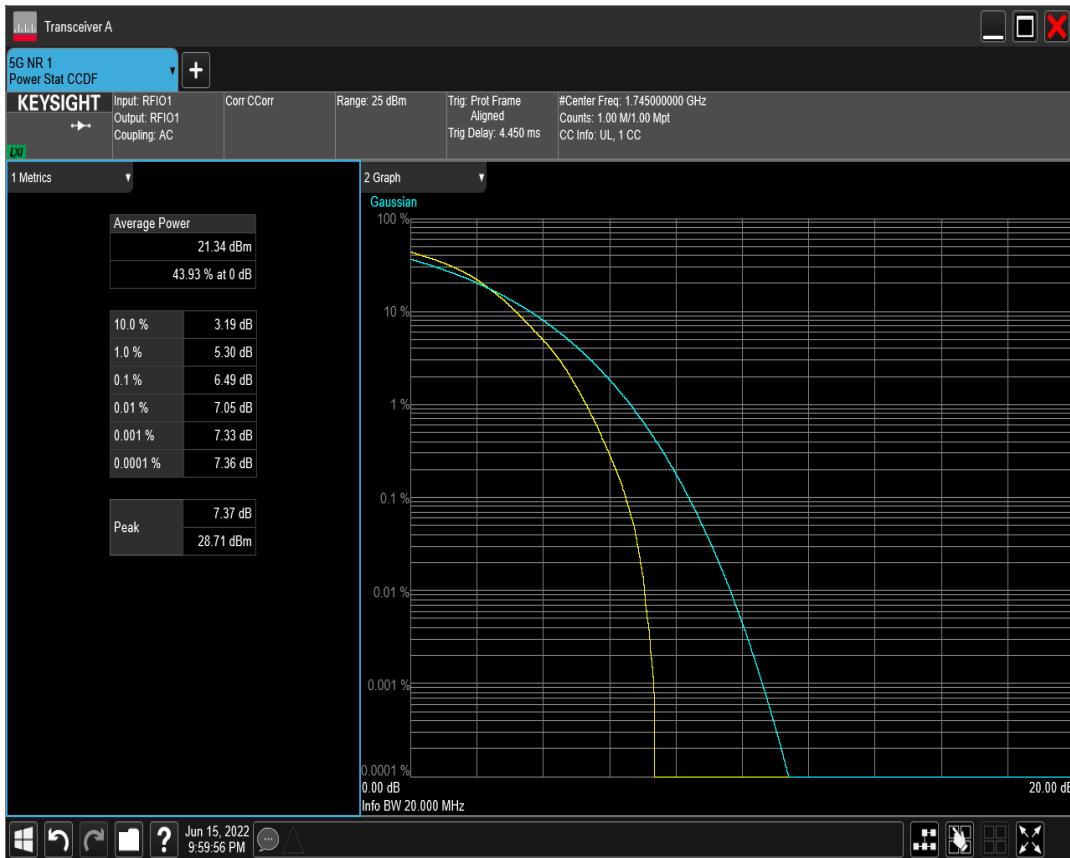 Transceiver A
5G NR 1
Power Stat CCDF
KEYSIGHT
LXI
Input: RFIO1
Output: RFIO1
Coupling: AC
Corr CCorr
Range: 25 dBm
Trig: Prot Frame
Aligned
Trig Delay: 4.450 ms
#Center Freq: 1.745000000 GHz
Counts: 1.00 M/1.00 Mpt
CC Info: UL, 1 CC
1 Metrics
Average Power
21.34 dBm
43.93 % at 0 dB
10.0 % 3.19 dB
1.0 % 5.30 dB
0.1 % 6.49 dB
0.01 % 7.05 dB
0.001 % 7.33 dB
0.0001 % 7.36 dB
Peak
7.37 dB
28.71 dBm
2 Graph
Gaussian
100 %
10 %
1 %
0.1 %
0.01 %
0.001 %
0.0001 %
0.00 dB 20.00 dB
Info BW 20.000 MHz
Jun 15, 2022
9:59:56 PM